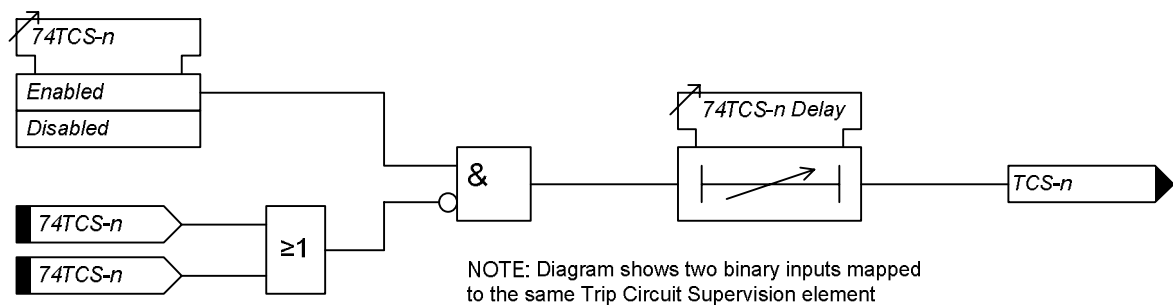 74TCS-n
Enabled
Disabled
74TCS-n Delay
&
TCS-n
74TCS-n
74TCS-n
≥1
NOTE: Diagram shows two binary inputs mapped
to the same Trip Circuit Supervision element